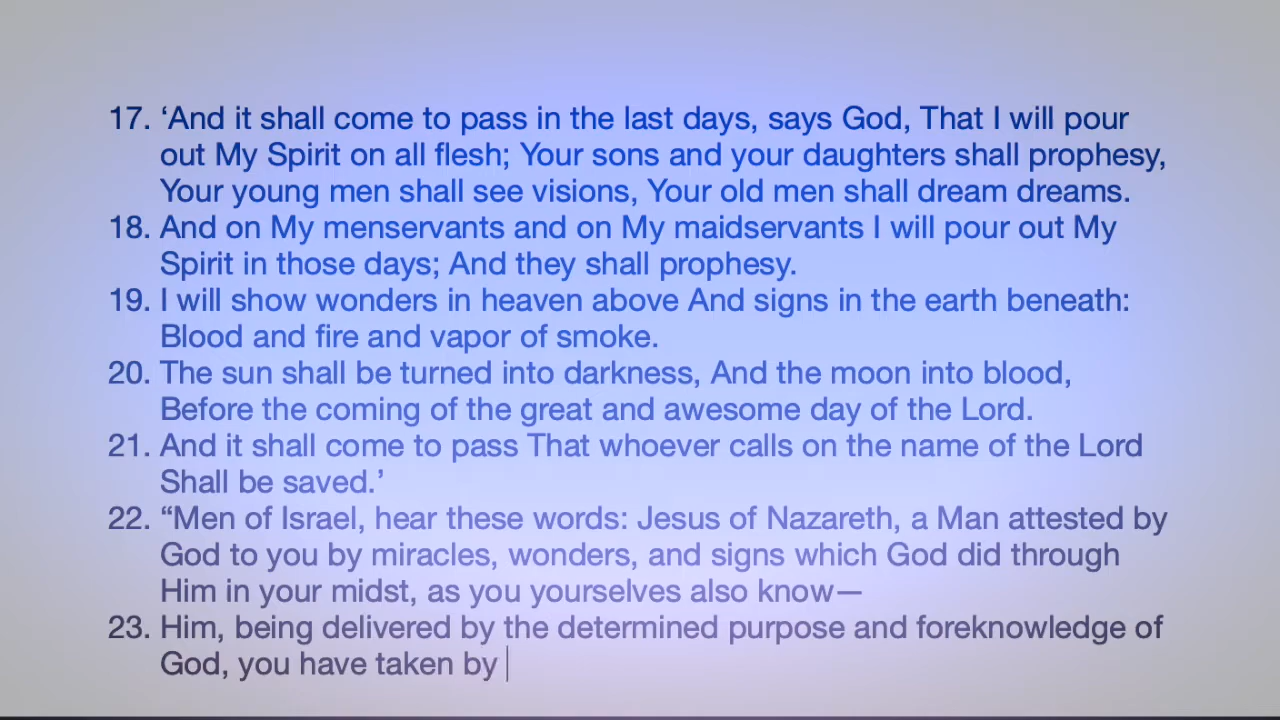 17. ‘And it shall come to pass in the last days, says God, That I will pour
out My Spirit on all flesh; Your sons and your daughters shall prophesy,
Your young men shall see visions, Your old men shall dream dreams.
18. And on My menservants and on My maidservants I will pour out My
Spirit in those days; And they shall prophesy.
19. I will show wonders in heaven above And signs in the earth beneath:
Blood and fire and vapor of smoke.
20. The sun shall be turned into darkness, And the moon into blood,
Before the coming of the great and awesome day of the Lord.
21. And it shall come to pass That whoever calls on the name of the Lord
Shall be saved.’
22. “Men of Israel, hear these words: Jesus of Nazareth, a Man attested by
God to you by miracles, wonders, and signs which God did through
Him in your midst, as you yourselves also know—
23. Him, being delivered by the determined purpose and foreknowledge of
God, you have taken by